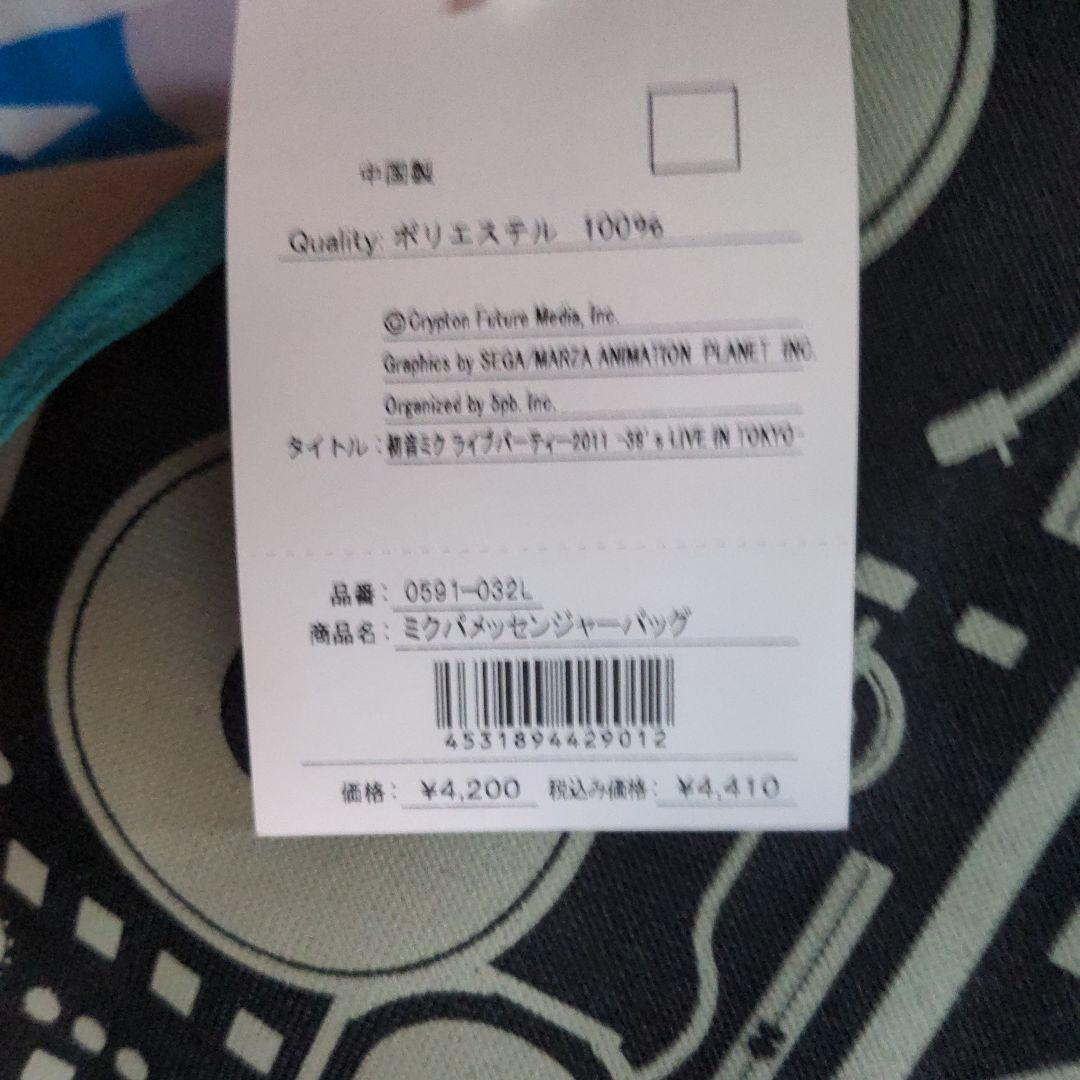 中国製
Quality: ポリエステル 100%
©Crypton Future Media, Inc.
Graphics by SEGA/MARZA ANIMATION PLANET INC.
Organized by 5pb. Inc.
タイトル：初音ミク ライブパーティー2011 -39's LIVE IN TOKYO-
品番： 0591-032L
商品名： ミクパメッセンジャーバッグ
4531894429012
価格： ¥4,200 税込み価格： ¥4,410